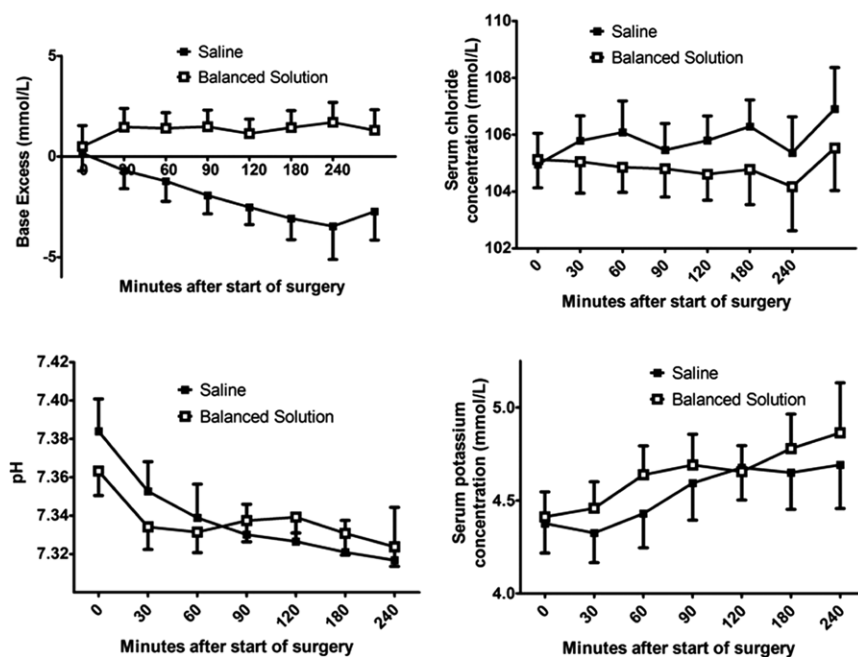 Saline
Balanced Solution
Base Excess (mmol/L)
5
0
-5
0 30 60 90 120 180 240
Minutes after start of surgery
Saline
Balanced Solution
Serum chloride
concentration (mmol/L)
108
106
104
102
0 30 60 90 120 180 240
Minutes after start of surgery
Saline
Balanced Solution
pH
7.42
7.40
7.38
7.36
7.34
7.32
0 30 60 90 120 180 240
Minutes after start of surgery
Saline
Balanced Solution
Serum potassium
concentration (mmol/L)
5.0
4.5
4.0
0 30 60 90 120 180 240
Minutes after start of surgery